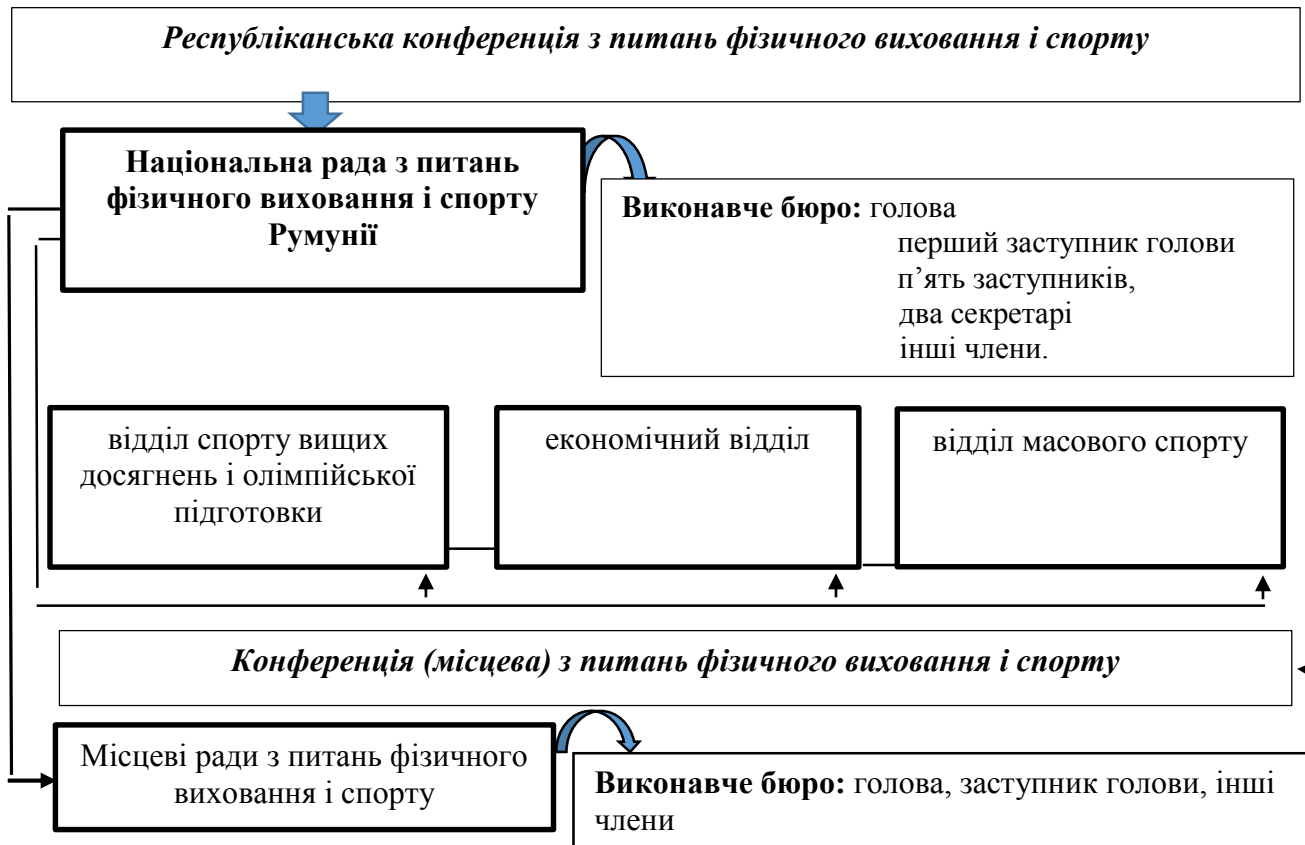 Республіканська конференція з питань фізичного виховання і спорту
Національна рада з питань
фізичного виховання і спорту
Румунії
Виконавче бюро: голова
перший заступник голови
п’ять заступників,
два секретарі
інші члени.
відділ спорту вищих
досягнень і олімпійської
підготовки
економічний відділ
відділ масового спорту
Конференція (місцева) з питань фізичного виховання і спорту
Місцеві ради з питань фізичного
виховання і спорту
Виконавче бюро: голова, заступник голови, інші
члени